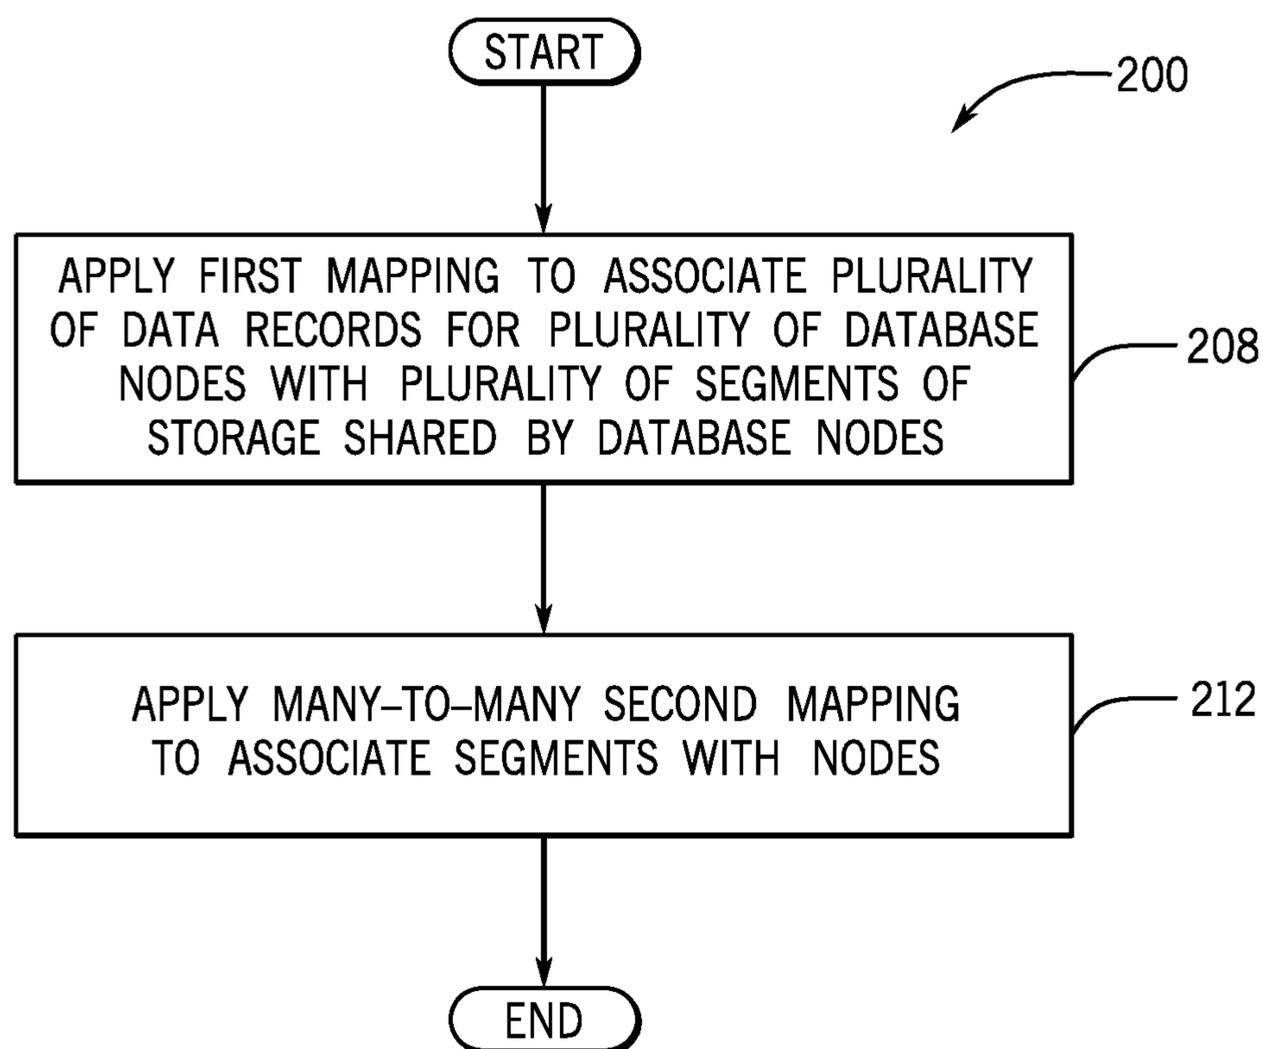 START
200
APPLY FIRST MAPPING TO ASSOCIATE PLURALITY
OF DATA RECORDS FOR PLURALITY OF DATABASE
NODES WITH PLURALITY OF SEGMENTS OF
STORAGE SHARED BY DATABASE NODES
208
APPLY MANY–TO–MANY SECOND MAPPING
TO ASSOCIATE SEGMENTS WITH NODES
212
END